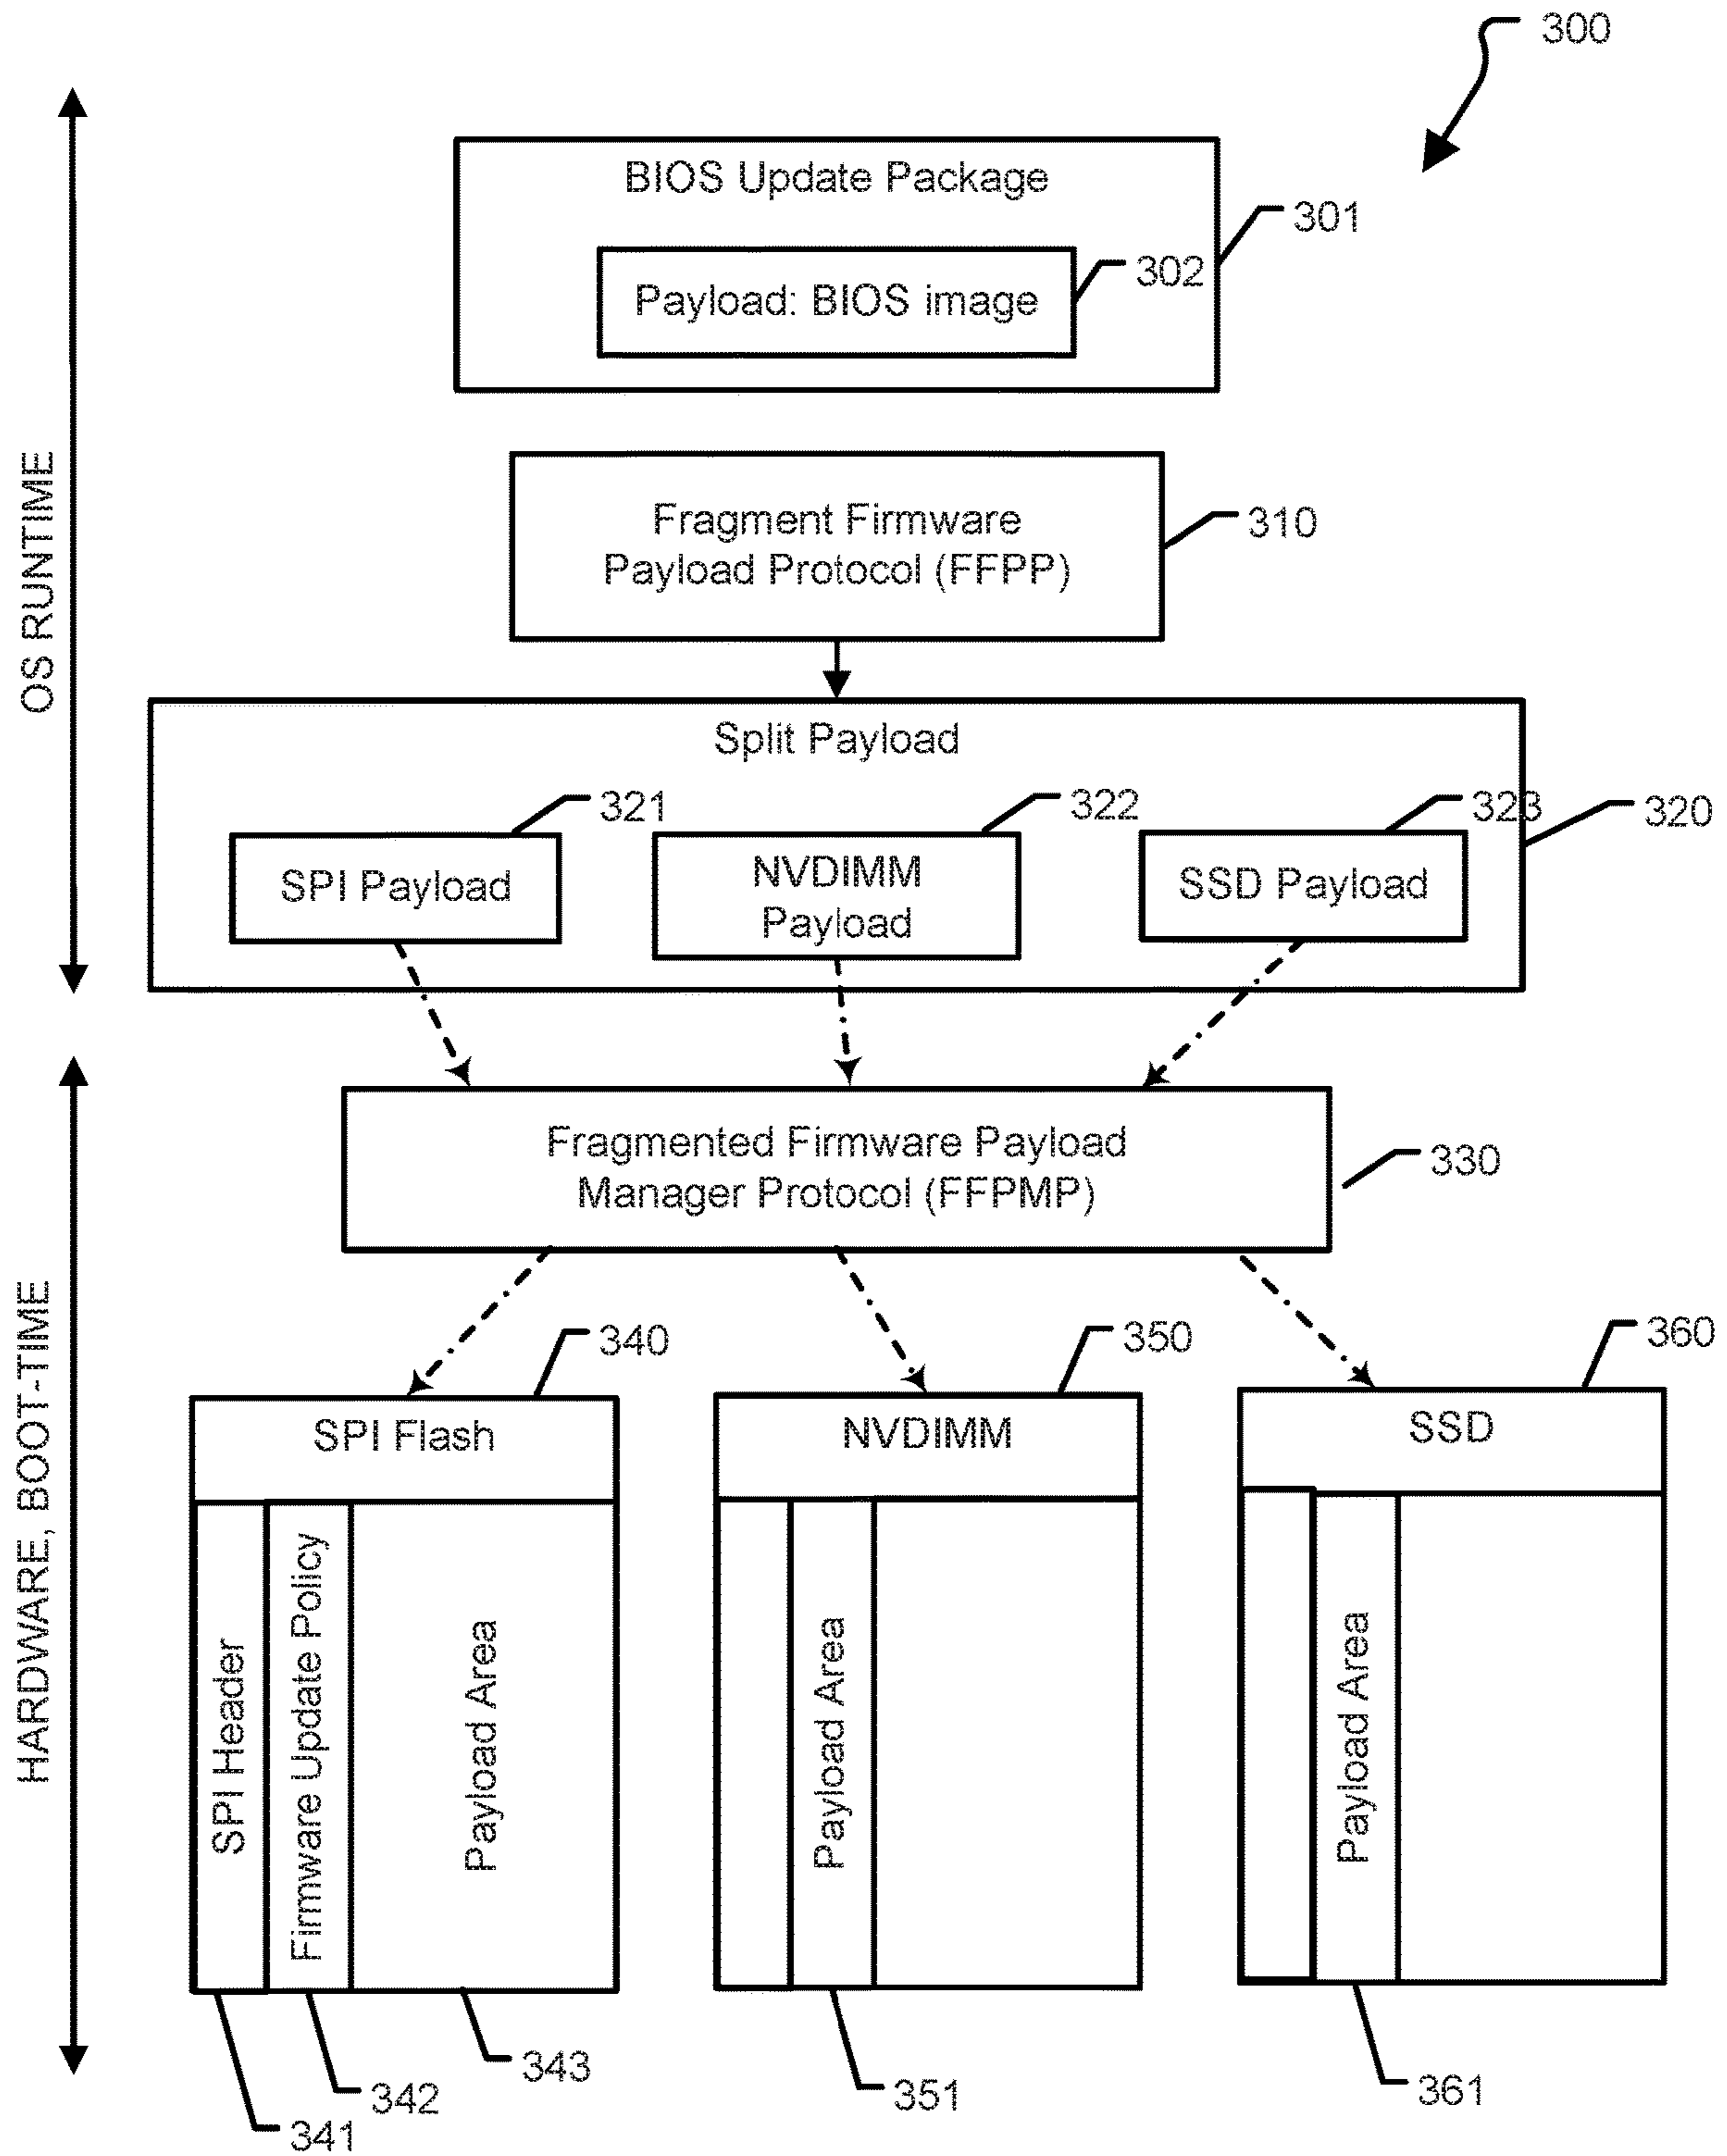 300
BIOS Update Package
301
Payload: BIOS image
302
OS RUNTIME
Fragment Firmware
Payload Protocol (FFPP)
310
Split Payload
320
321
SPI Payload
322
NVDIMM
Payload
323
SSD Payload
HARDWARE, BOOT-TIME
Fragmented Firmware Payload
Manager Protocol (FFPMP)
330
340
SPI Flash
SPI Header
Firmware Update Policy
Payload Area
341
342
343
350
NVDIMM
Payload Area
351
360
SSD
Payload Area
361